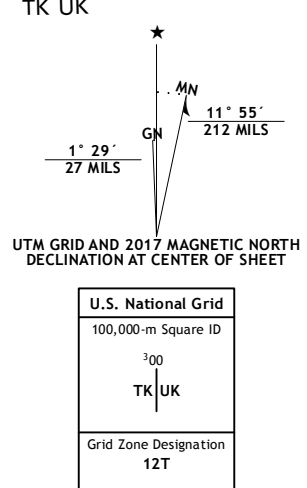 TK UK
★
MN
GN
11° 55´
212 MILS
1° 29´
27 MILS
UTM GRID AND 2017 MAGNETIC NORTH
DECLINATION AT CENTER OF SHEET
U.S. National Grid
100,000-m Square ID
³00
TK UK
Grid Zone Designation
12T